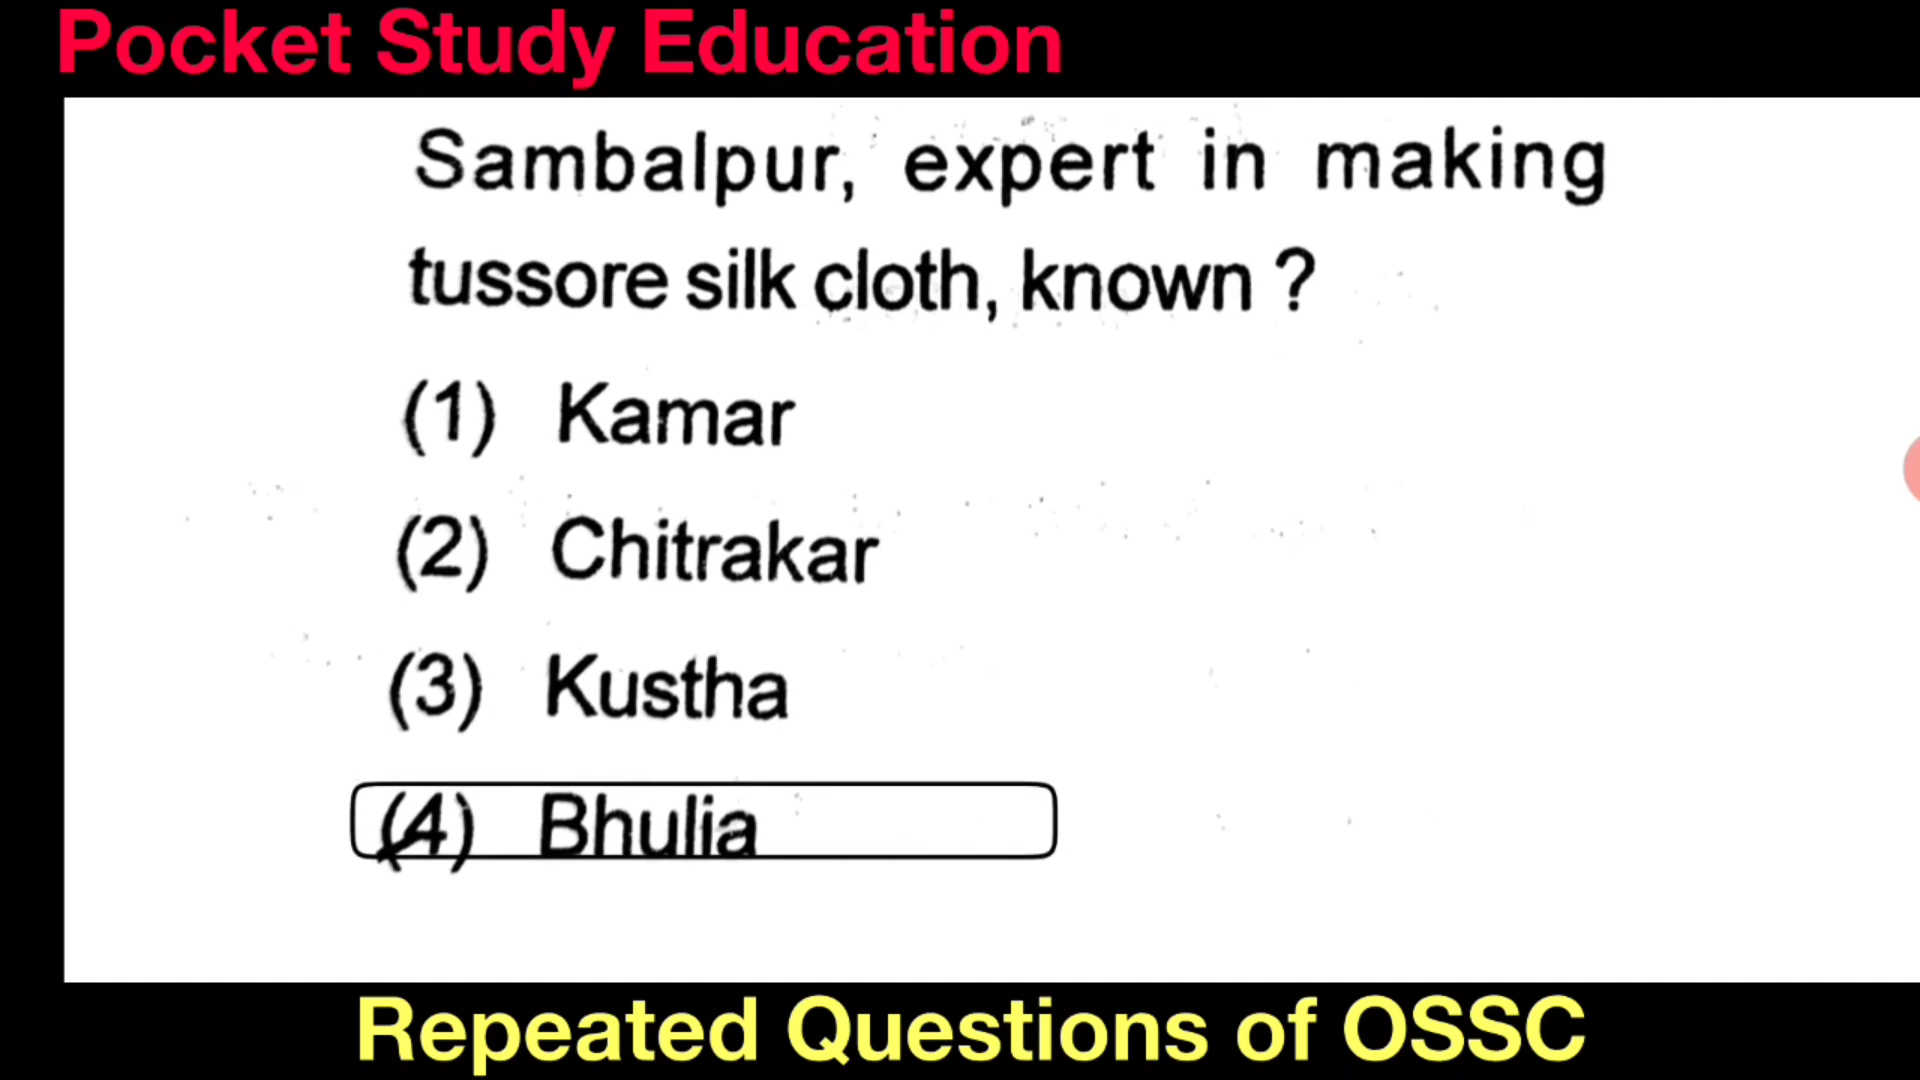 Pocket Study Education
Sambalpur, expert in making
tussore silk cloth, known ?
(1) Kamar
(2) Chitrakar
(3) Kustha
(4) Bhulia
Repeated Questions of OSSC